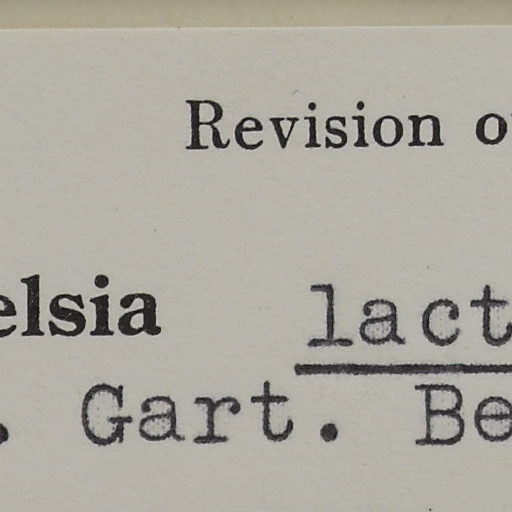 Revision o
elsia lact
. Gart. Be